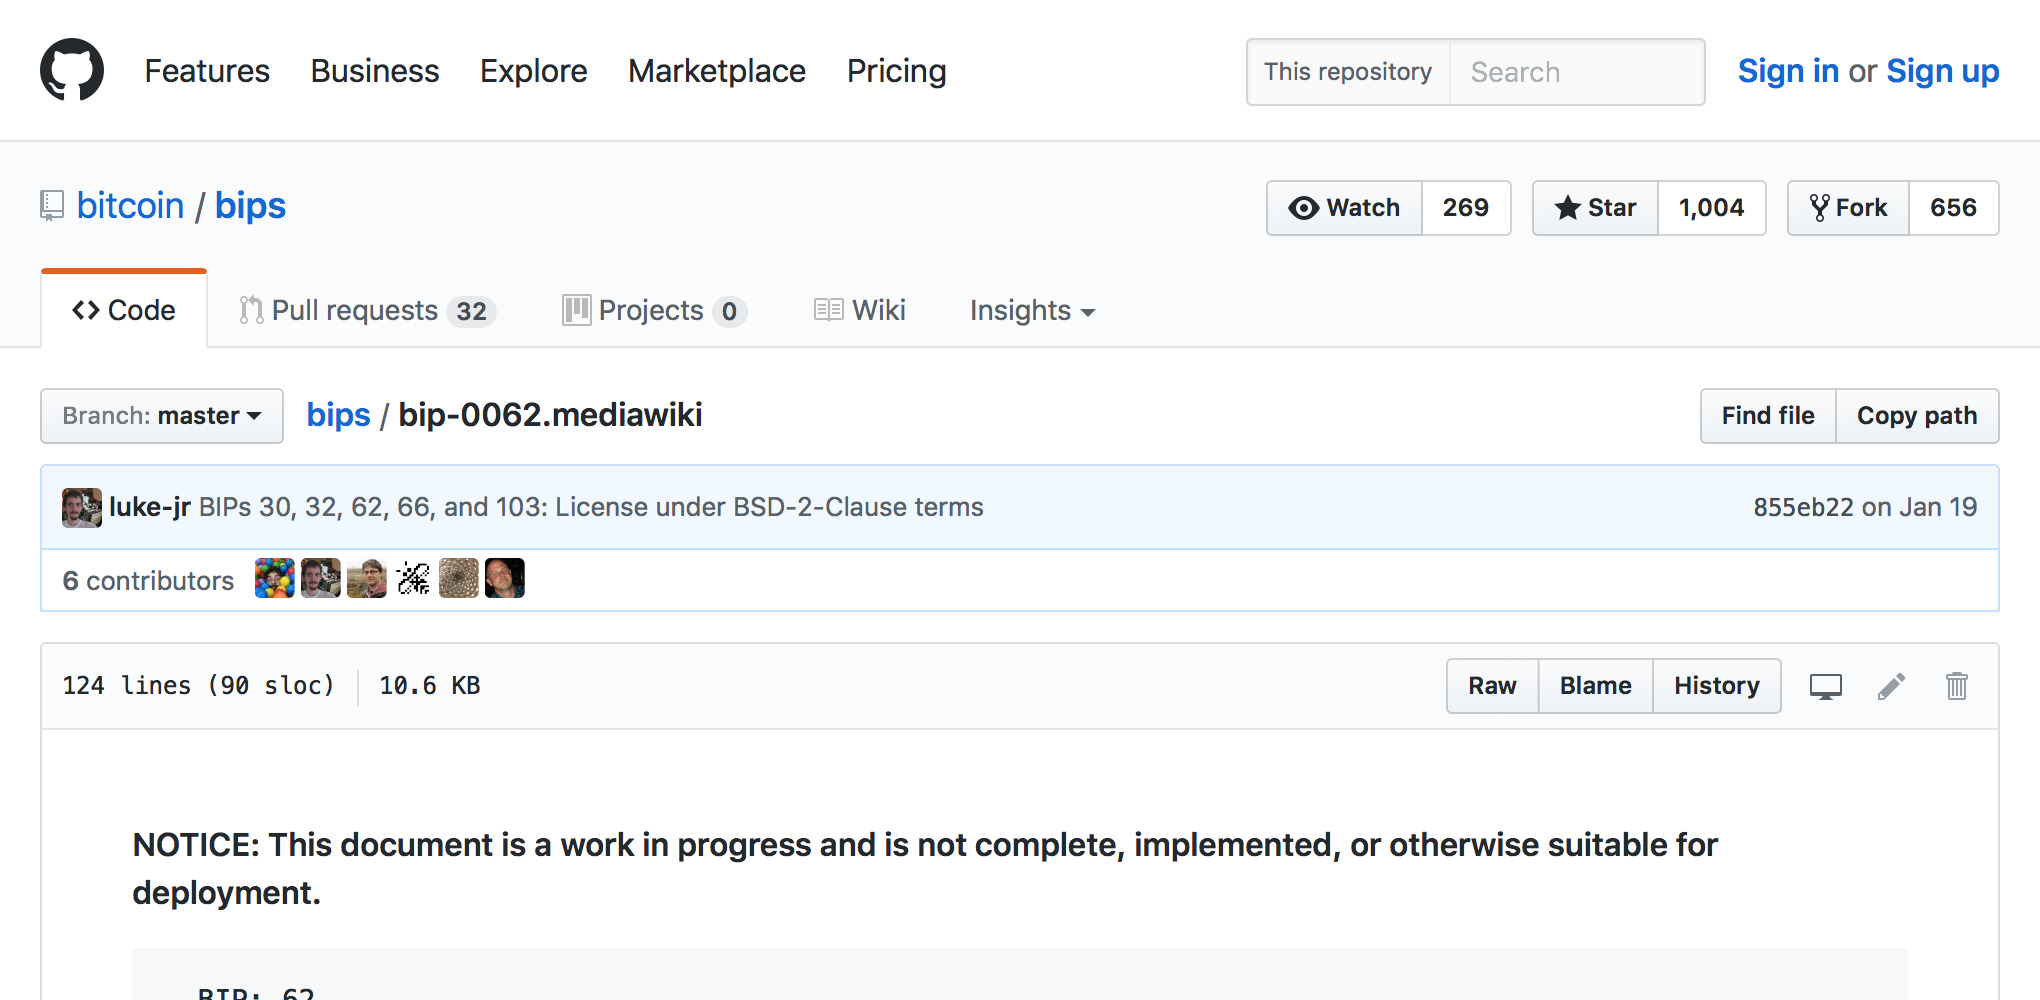 Features Business Explore Marketplace Pricing This repository Search Sign in or Sign up
bitcoin / bips Watch 269 Star 1,004 Fork 656
Code Pull requests 32 Projects 0 Wiki Insights
Branch: master bips / bip-0062.mediawiki Find file Copy path
luke-jr BIPs 30, 32, 62, 66, and 103: License under BSD-2-Clause terms 855eb22 on Jan 19
6 contributors
124 lines (90 sloc) 10.6 KB Raw Blame History
NOTICE: This document is a work in progress and is not complete, implemented, or otherwise suitable for
deployment.
BIP: 62